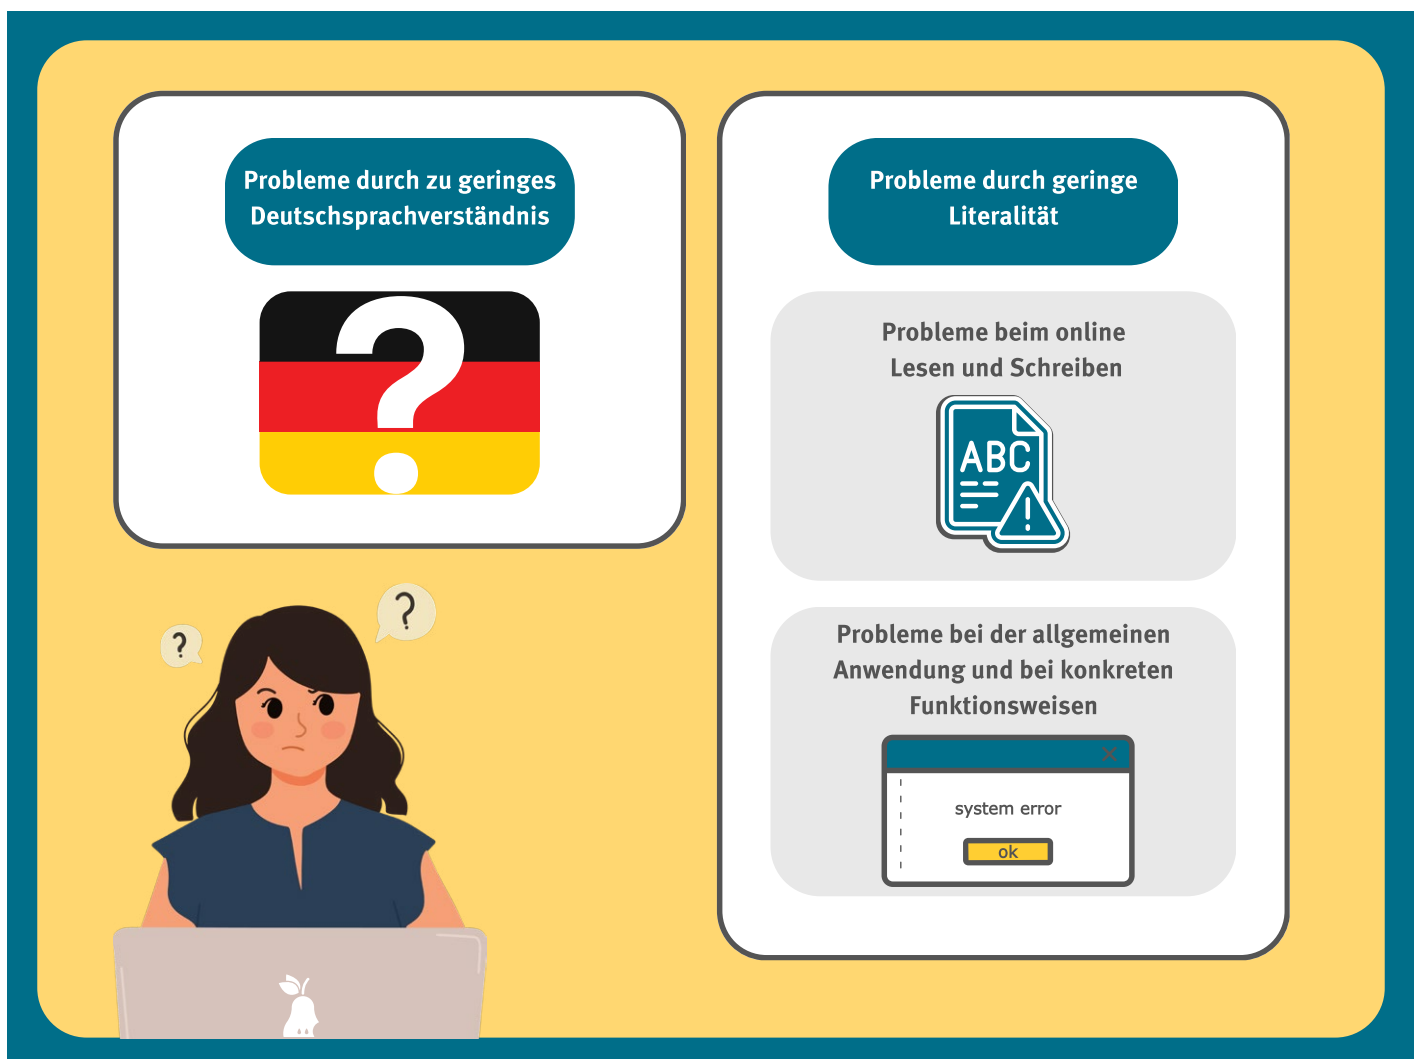 Probleme durch zu geringes
Deutschsprachverständnis
?
?
?
Probleme durch geringe
Literalität
Probleme beim online
Lesen und Schreiben
ABC
Probleme bei der allgemeinen
Anwendung und bei konkreten
Funktionsweisen
system error
ok